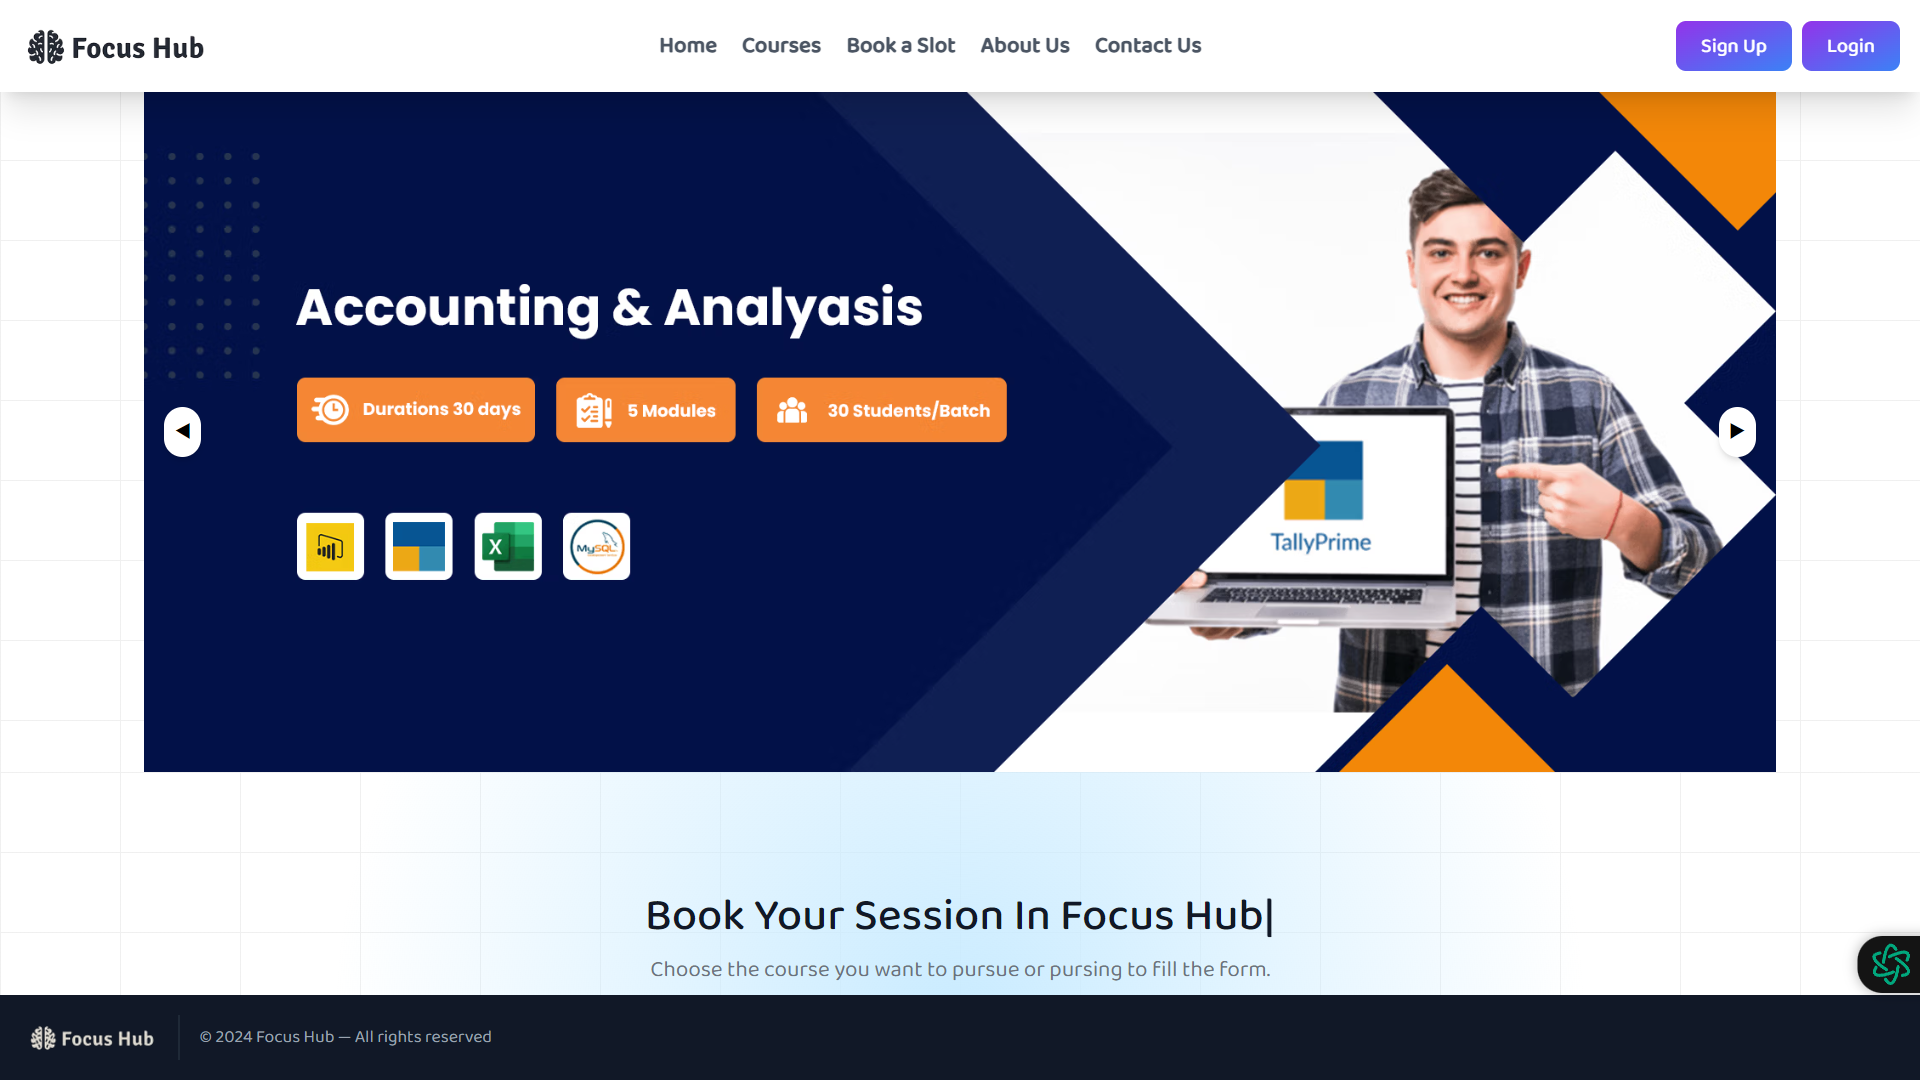 Focus Hub
Home
Courses
Book a Slot
About Us
Contact Us
Sign Up
Login
Accounting & Analyasis
Durations 30 days
5 Modules
30 Students/Batch
X
MySQL
TallyPrime
Book Your Session In Focus Hub|
Choose the course you want to pursue or pursing to fill the form.
Focus Hub
© 2024 Focus Hub — All rights reserved